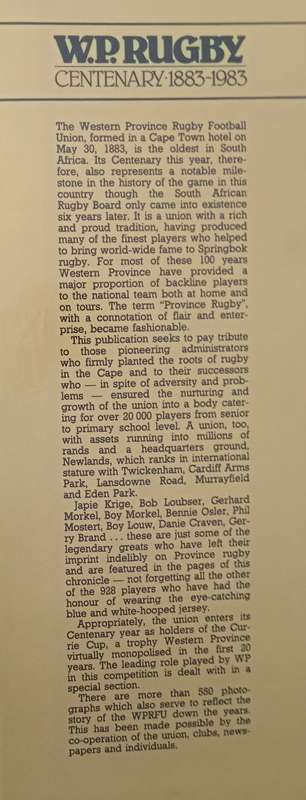 W.P. RUGBY
CENTENARY·1883-1983
The Western Province Rugby Football
Union, formed in a Cape Town hotel on
May 30, 1883, is the oldest in South
Africa. Its Centenary this year, there-
fore, also represents a notable mile-
stone in the history of the game in this
country though the South African
Rugby Board only came into existence
six years later. It is a union with a rich
and proud tradition, having produced
many of the finest players who helped
to bring world-wide fame to Springbok
rugby. For most of these 100 years
Western Province have provided a
major proportion of backline players
to the national team both at home and
on tours. The term "Province Rugby",
with a connotation of flair and enter-
prise, became fashionable.
This publication seeks to pay tribute
to those pioneering administrators
who firmly planted the roots of rugby
in the Cape and to their successors
who — in spite of adversity and prob-
lems — ensured the nurturing and
growth of the union into a body cater-
ing for over 20 000 players from senior
to primary school level. A union, too,
with assets running into millions of
rands and a headquarters ground,
Newlands, which ranks in international
stature with Twickenham, Cardiff Arms
Park, Lansdowne Road, Murrayfield
and Eden Park.
Japie Krige, Bob Loubser, Gerhard
Morkel, Boy Morkel, Bennie Osler, Phil
Mostert, Boy Louw, Danie Craven, Ger-
ry Brand . . . these are just some of the
legendary greats who have left their
imprint indelibly on Province rugby
and are featured in the pages of this
chronicle — not forgetting all the other
of the 928 players who have had the
honour of wearing the eye-catching
blue and white-hooped jersey.
Appropriately, the union enters its
Centenary year as holders of the Cur-
rie Cup, a trophy Western Province
virtually monopolised in the first 20
years. The leading role played by WP
in this competition is dealt with in a
special section.
There are more than 550 photo-
graphs which also serve to reflect the
story of the WPRFU down the years.
This has been made possible by the
co-operation of the union, clubs, news-
papers and individuals.